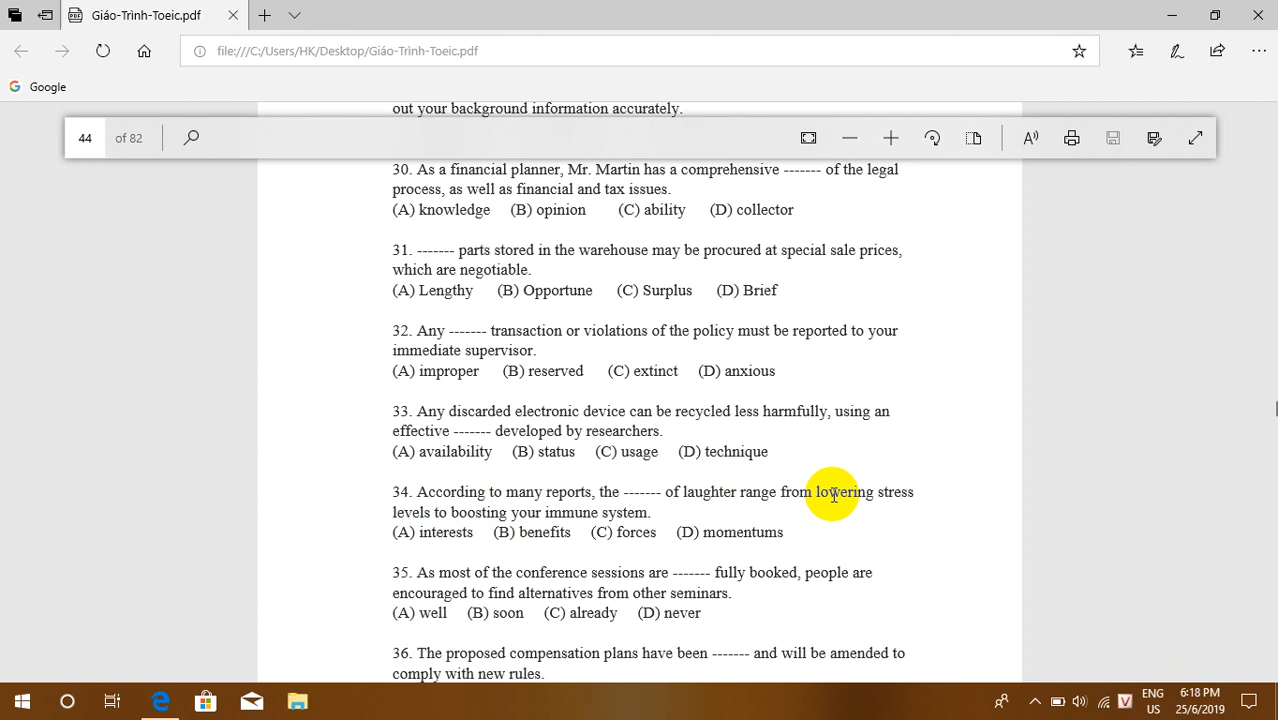 Giáo-Trình-Toeic.pdf
file:///C:/Users/HK/Desktop/Giáo-Trình-Toeic.pdf
Google
out your background information accurately.
44 of 82
30. As a financial planner, Mr. Martin has a comprehensive ------- of the legal
process, as well as financial and tax issues.
(A) knowledge (B) opinion (C) ability (D) collector
31. ------- parts stored in the warehouse may be procured at special sale prices,
which are negotiable.
(A) Lengthy (B) Opportune (C) Surplus (D) Brief
32. Any ------- transaction or violations of the policy must be reported to your
immediate supervisor.
(A) improper (B) reserved (C) extinct (D) anxious
33. Any discarded electronic device can be recycled less harmfully, using an
effective ------- developed by researchers.
(A) availability (B) status (C) usage (D) technique
34. According to many reports, the ------- of laughter range from lowering stress
levels to boosting your immune system.
(A) interests (B) benefits (C) forces (D) momentums
35. As most of the conference sessions are ------- fully booked, people are
encouraged to find alternatives from other seminars.
(A) well (B) soon (C) already (D) never
36. The proposed compensation plans have been ------- and will be amended to
comply with new rules.
ENG 6:18 PM
US 25/6/2019